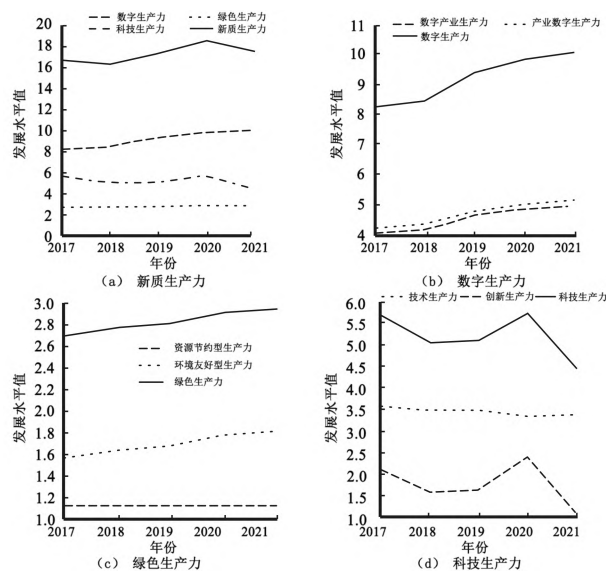 数字生产力 绿色生产力
科技生产力 新质生产力
20
18
16
14
12
10
8
6
4
2
0
发展水平值
2017 2018 2019 2020 2021
年份
(a) 新质生产力
数字产业生产力 产业数字生产力
数字生产力
11
10
9
8
7
6
5
4
发展水平值
2017 2018 2019 2020 2021
年份
(b) 数字生产力
3.0
2.8
2.6
2.4
2.2
2.0
1.8
1.6
1.4
1.2
1.0
发展水平值
资源节约型生产力
环境友好型生产力
绿色生产力
2017 2018 2019 2020 2021
年份
(c) 绿色生产力
技术生产力 创新生产力 科技生产力
6.0
5.5
5.0
4.5
4.0
3.5
3.0
2.5
2.0
1.5
1.0
发展水平值
2017 2018 2019 2020 2021
年份
(d) 科技生产力